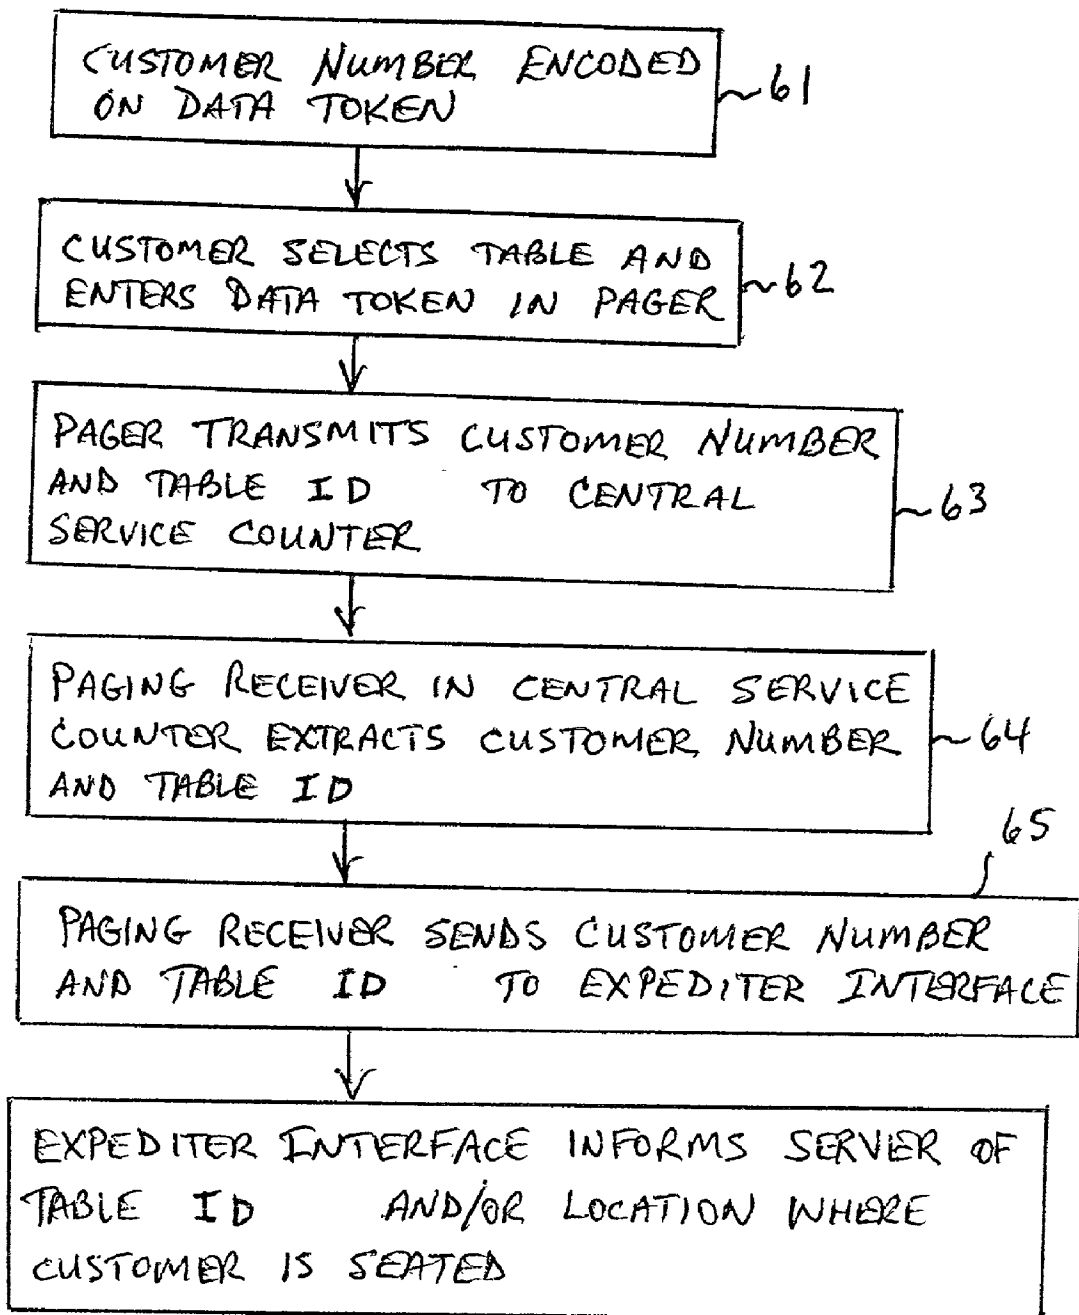 CUSTOMER NUMBER ENCODED
ON DATA TOKEN
~61
CUSTOMER SELECTS TABLE AND
ENTERS DATA TOKEN IN PAGER
~62
PAGER TRANSMITS CUSTOMER NUMBER
AND TABLE ID TO CENTRAL
SERVICE COUNTER
~63
PAGING RECEIVER IN CENTRAL SERVICE
COUNTER EXTRACTS CUSTOMER NUMBER
AND TABLE ID
~64
65
PAGING RECEIVER SENDS CUSTOMER NUMBER
AND TABLE ID TO EXPEDITER INTERFACE
EXPEDITER INTERFACE INFORMS SERVER OF
TABLE ID AND/OR LOCATION WHERE
CUSTOMER IS SEATED